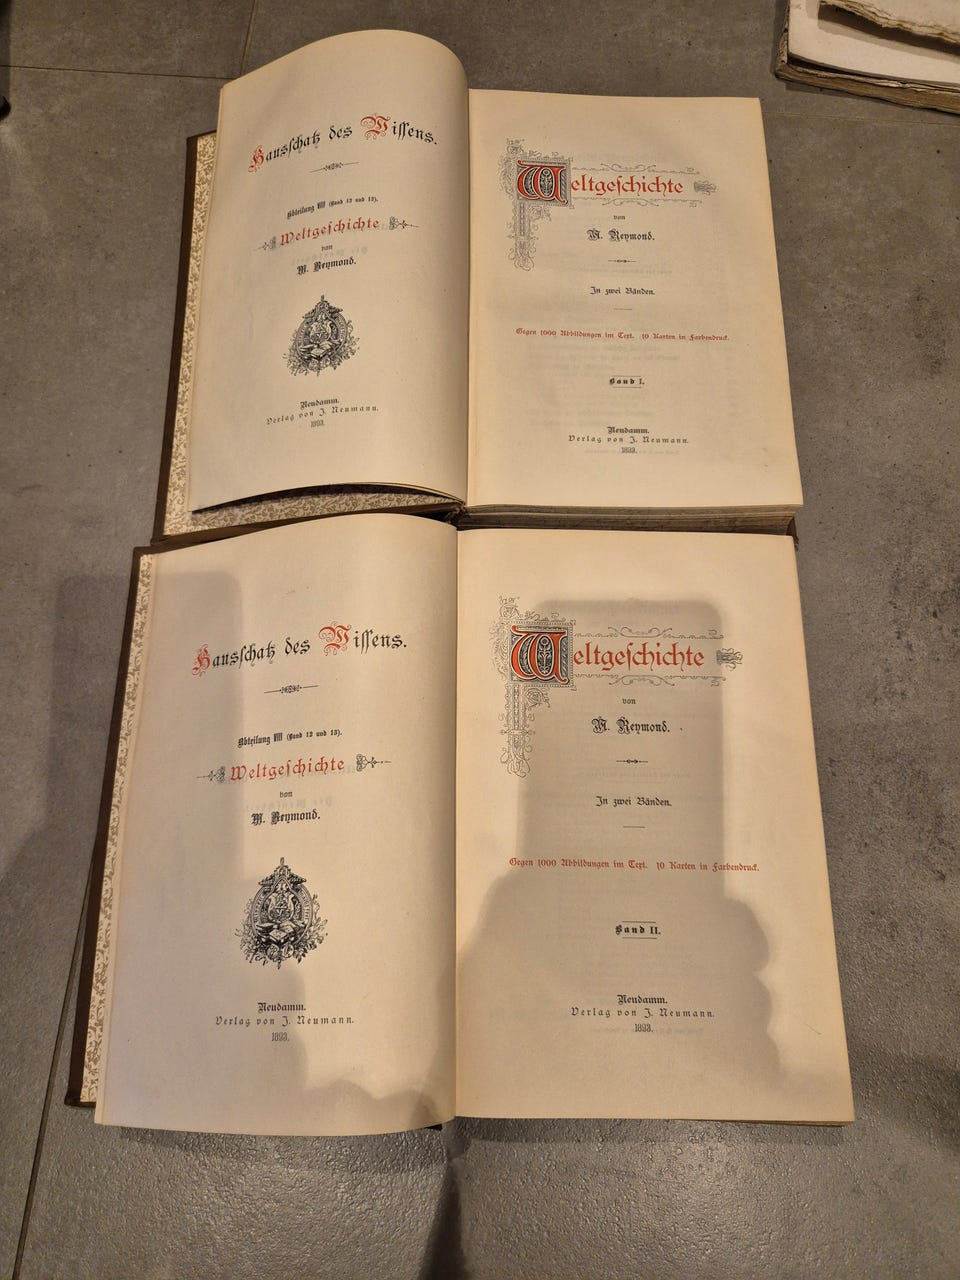 Hausschatz des Wissens.
Abteilung VIII (Band 12 und 13).
Weltgeschichte
von
M. Reymond.
Neudamm.
Verlag von J. Neumann.
1893.
Weltgeschichte
von
M. Reymond.
In zwei Bänden.
Gegen 1000 Abbildungen im Text. 10 Karten in Farbendruck.
Band I.
Neudamm.
Verlag von J. Neumann.
1893.
Hausschatz des Wissens.
Abteilung VIII (Band 12 und 13).
Weltgeschichte
von
M. Reymond.
Neudamm.
Verlag von J. Neumann.
1893.
Weltgeschichte
von
M. Reymond.
In zwei Bänden.
Gegen 1000 Abbildungen im Text. 10 Karten in Farbendruck.
Band II.
Neudamm.
Verlag von J. Neumann.
1893.